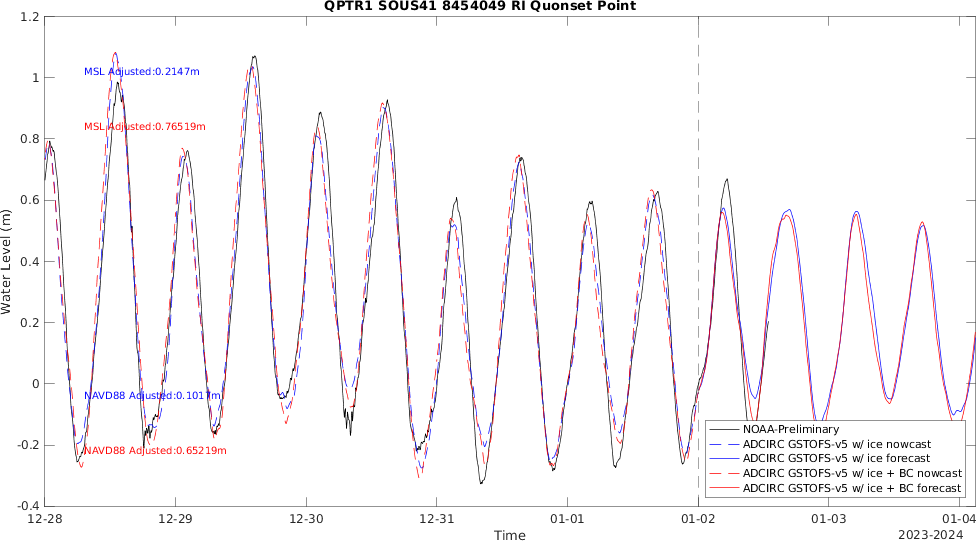 QPTR1 SOUS41 8454049 RI Quonset Point
1.2
1
0.8
0.6
0.4
0.2
0
-0.2
-0.4
Water Level (m)
MSL Adjusted:0.2147m
MSL Adjusted:0.76519m
NAVD88 Adjusted:0.1017m
NAVD88 Adjusted:0.65219m
NOAA-Preliminary
ADCIRC GSTOFS-v5 w/ ice nowcast
ADCIRC GSTOFS-v5 w/ ice forecast
ADCIRC GSTOFS-v5 w/ ice + BC nowcast
ADCIRC GSTOFS-v5 w/ ice + BC forecast
12-28 12-29 12-30 12-31 01-01 01-02 01-03 01-04
Time
2023-2024